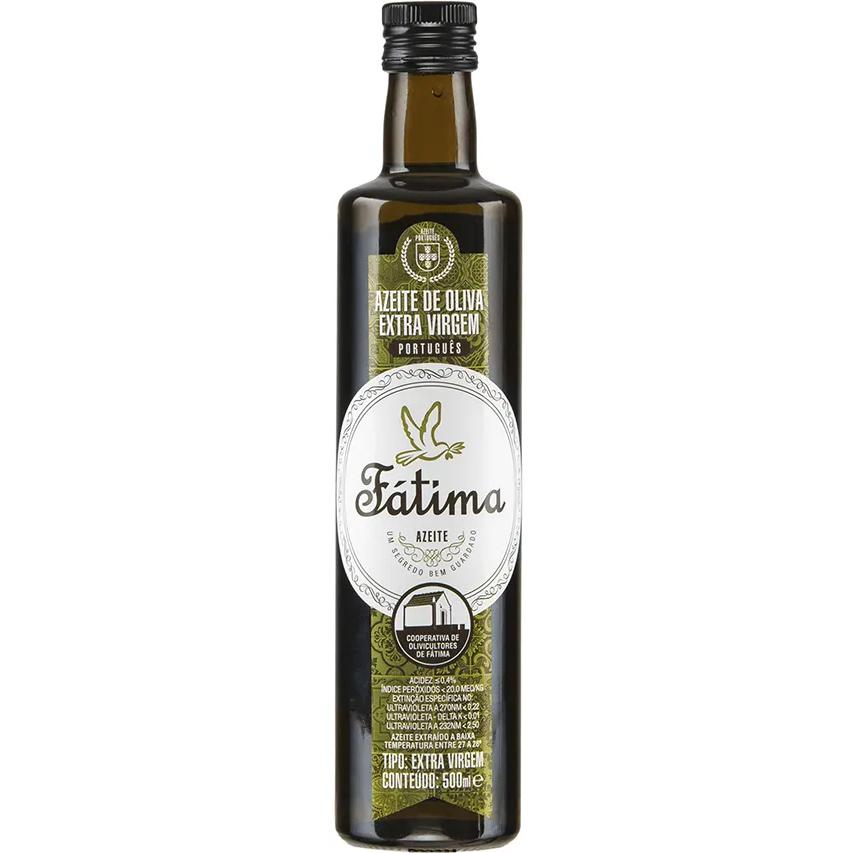 AZEITE
PORTUGUÊS
AZEITE DE OLIVA
EXTRA VIRGEM
PORTUGUÊS
Fátima
AZEITE
UM SEGREDO BEM GUARDADO
COOPERATIVA DE
OLIVICULTORES
DE FÁTIMA
ACIDEZ ≤ 0,4%
ÍNDICE PERÓXIDOS < 20,0 MEQ/KG
EXTINÇÃO ESPECÍFICA NO:
ULTRAVIOLETA A 270NM < 0,22
ULTRAVIOLETA - DELTA K < 0,01
ULTRAVIOLETA A 232NM < 2,50
AZEITE EXTRAÍDO A BAIXA
TEMPERATURA ENTRE 27 A 28º
TIPO: EXTRA VIRGEM
CONTEÚDO: 500ml ℮